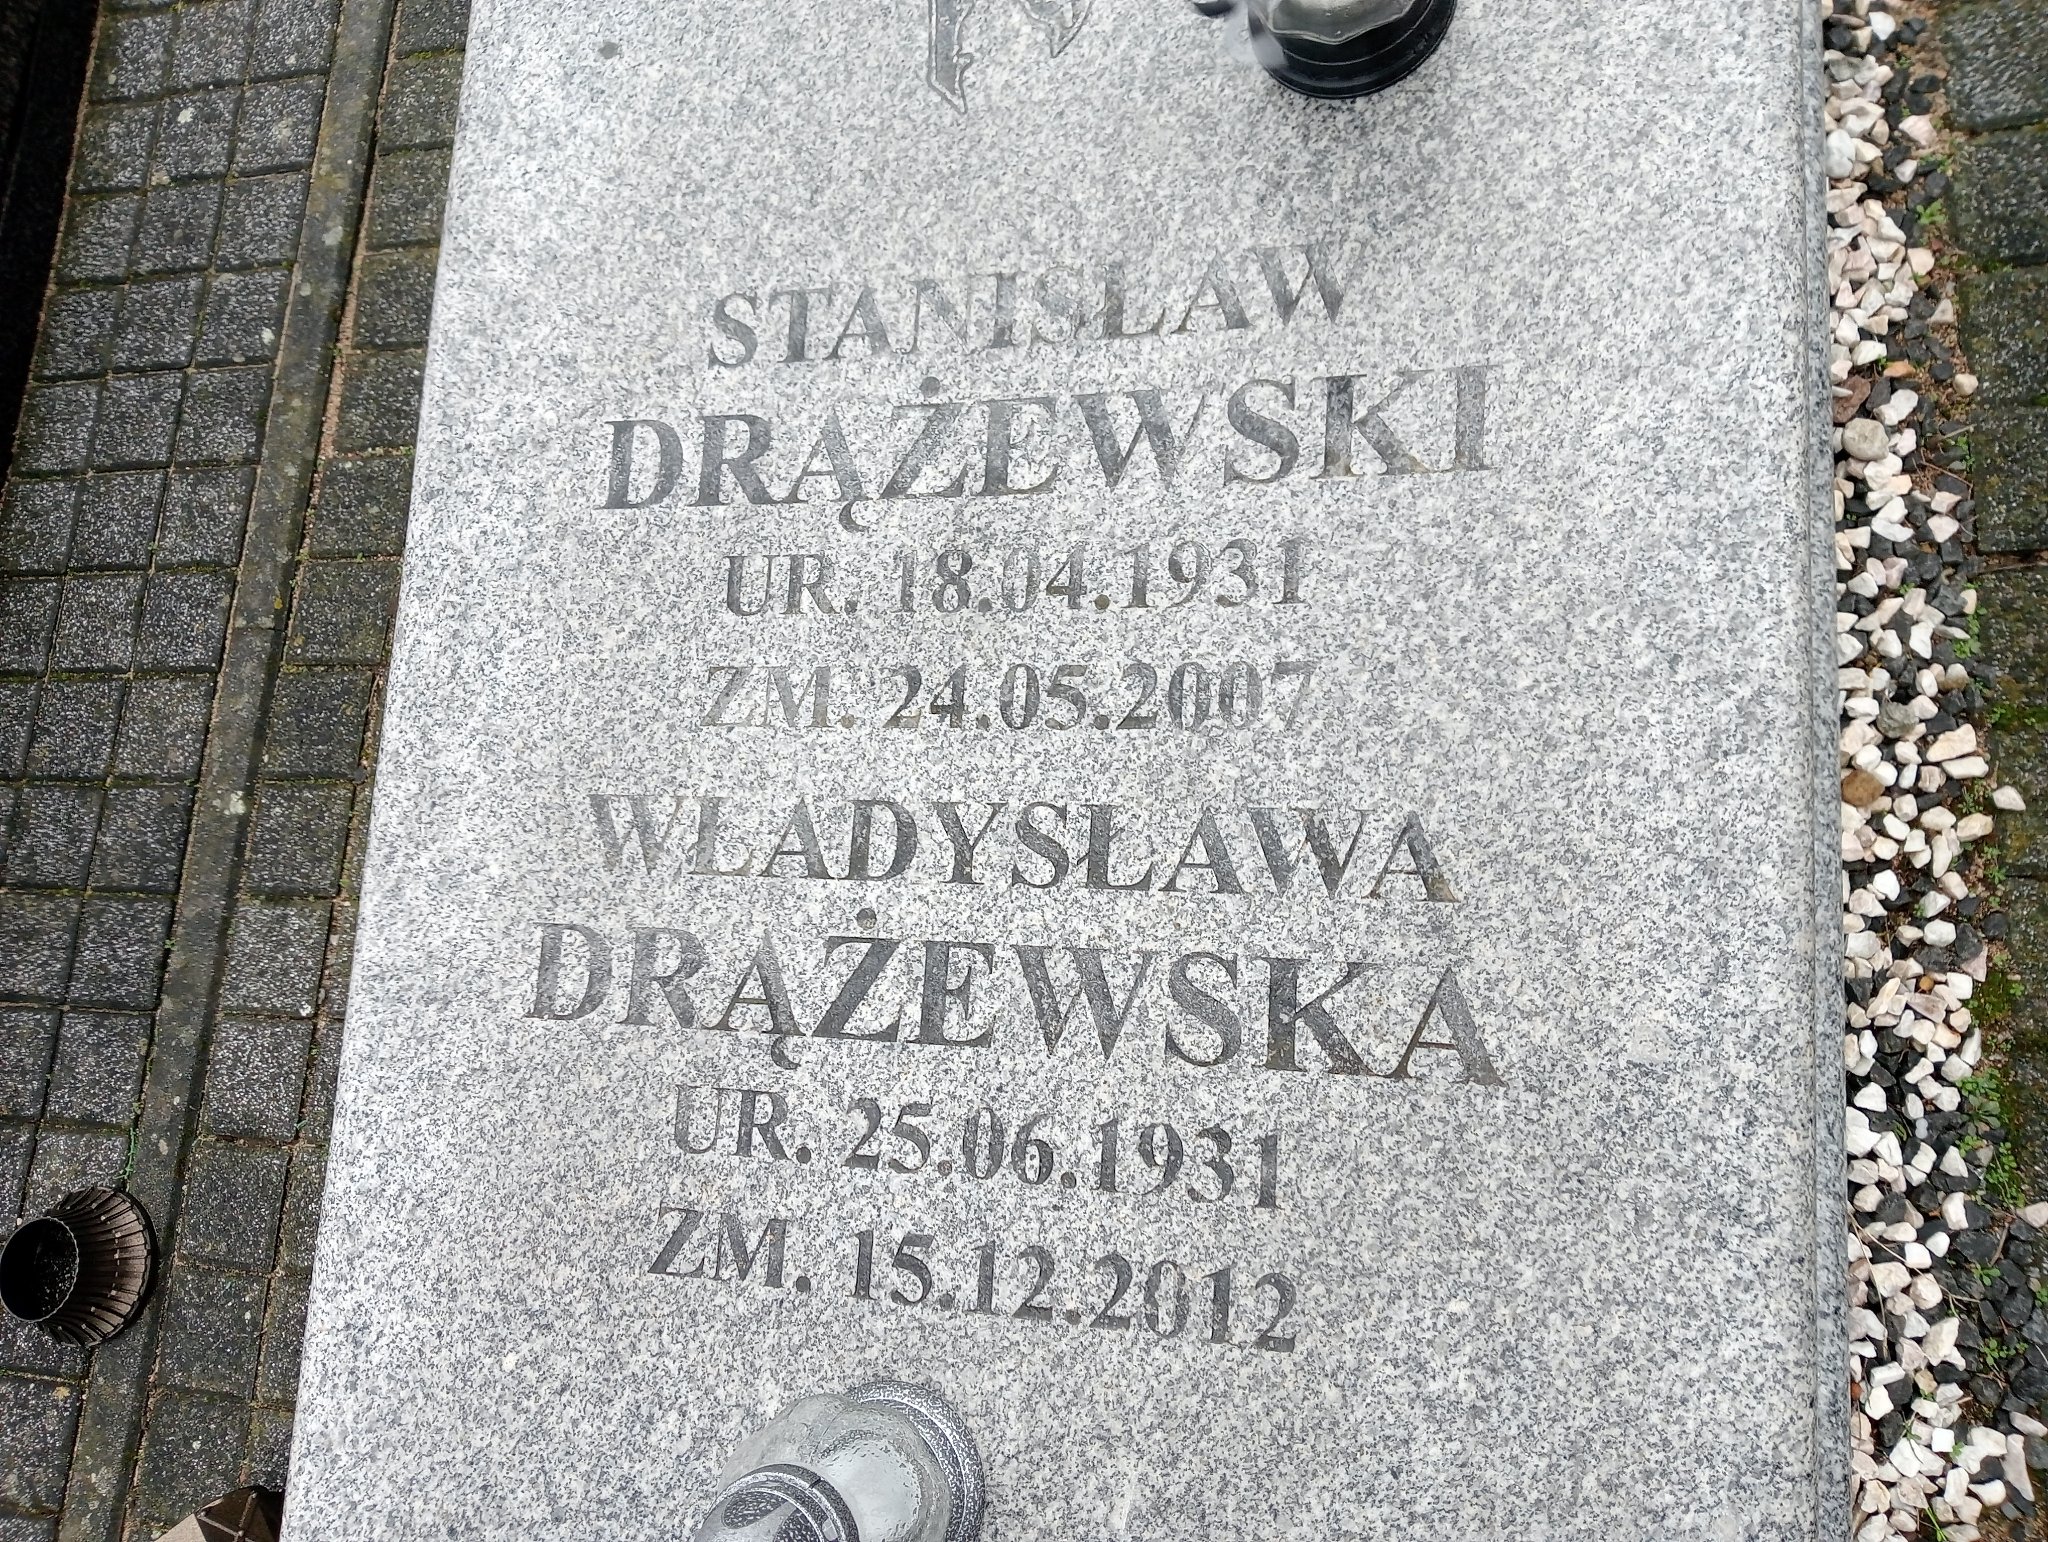 STANISŁAW
DRĄŻEWSKI
UR. 18.04.1931
ZM. 24.05.2007
WŁADYSŁAWA
DRĄŻEWSKA
UR. 25.06.1931
ZM. 15.12.2012